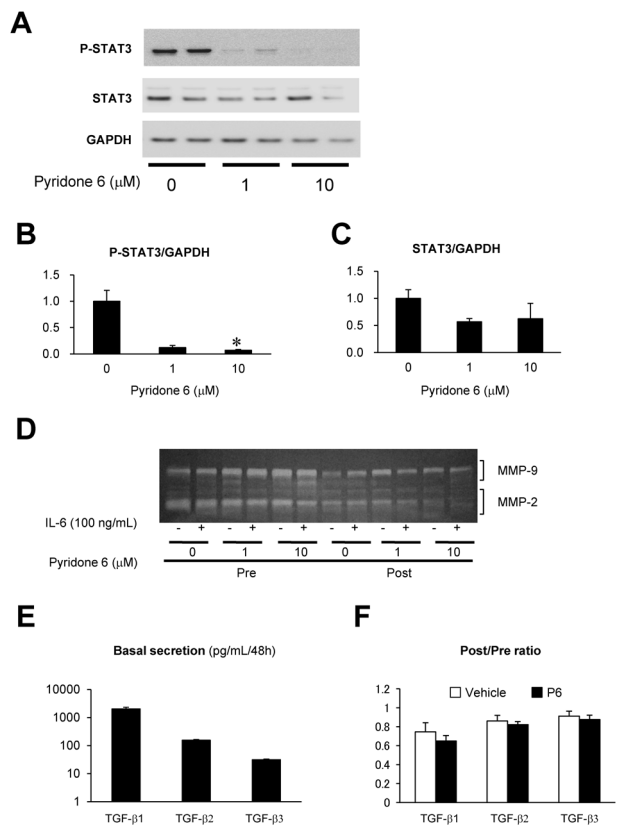 A
P-STAT3
STAT3
GAPDH
Pyridone 6 (μM) 0 1 10
B
P-STAT3/GAPDH
1.5
1.0
0.5
0.0
*
0 1 10
Pyridone 6 (μM)
C
STAT3/GAPDH
1.5
1.0
0.5
0.0
0 1 10
Pyridone 6 (μM)
D
MMP-9
MMP-2
IL-6 (100 ng/mL) - + - + - + - + - + - +
Pyridone 6 (μM) 0 1 10 0 1 10
Pre Post
E
Basal secretion (pg/mL/48h)
10000
1000
100
10
1
TGF-β1 TGF-β2 TGF-β3
F
Post/Pre ratio
Vehicle P6
1.2
1
0.8
0.6
0.4
0.2
0
TGF-β1 TGF-β2 TGF-β3